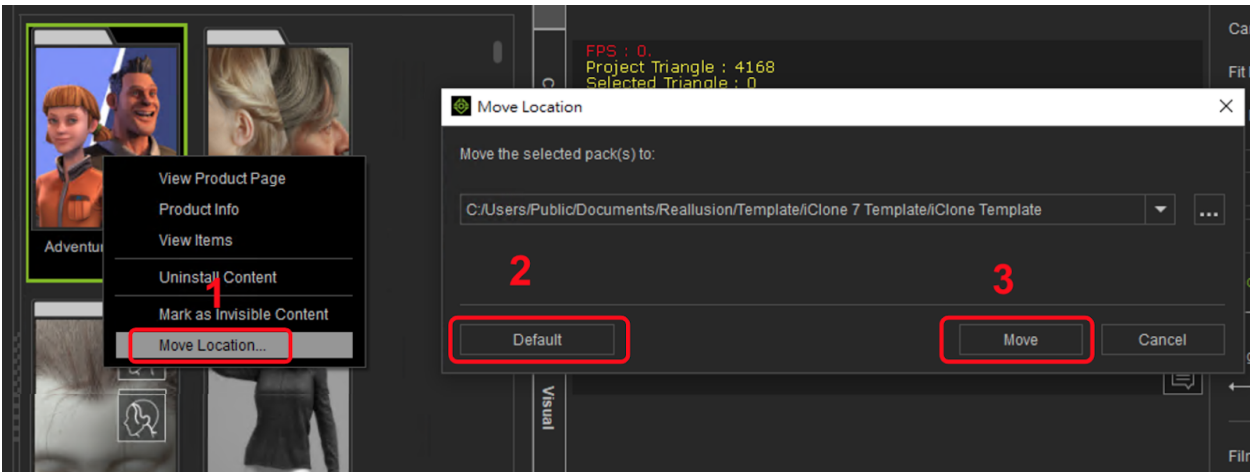 FPS : 0.
Project Triangle : 4168
Selected Triangle : 0
Move Location
Move the selected pack(s) to:
C:/Users/Public/Documents/Reallusion/Template/iClone 7 Template/iClone Template
...
2
3
Default
Move
Cancel
View Product Page
Product Info
View Items
Uninstall Content
1
Mark as Invisible Content
Move Location...
Visual